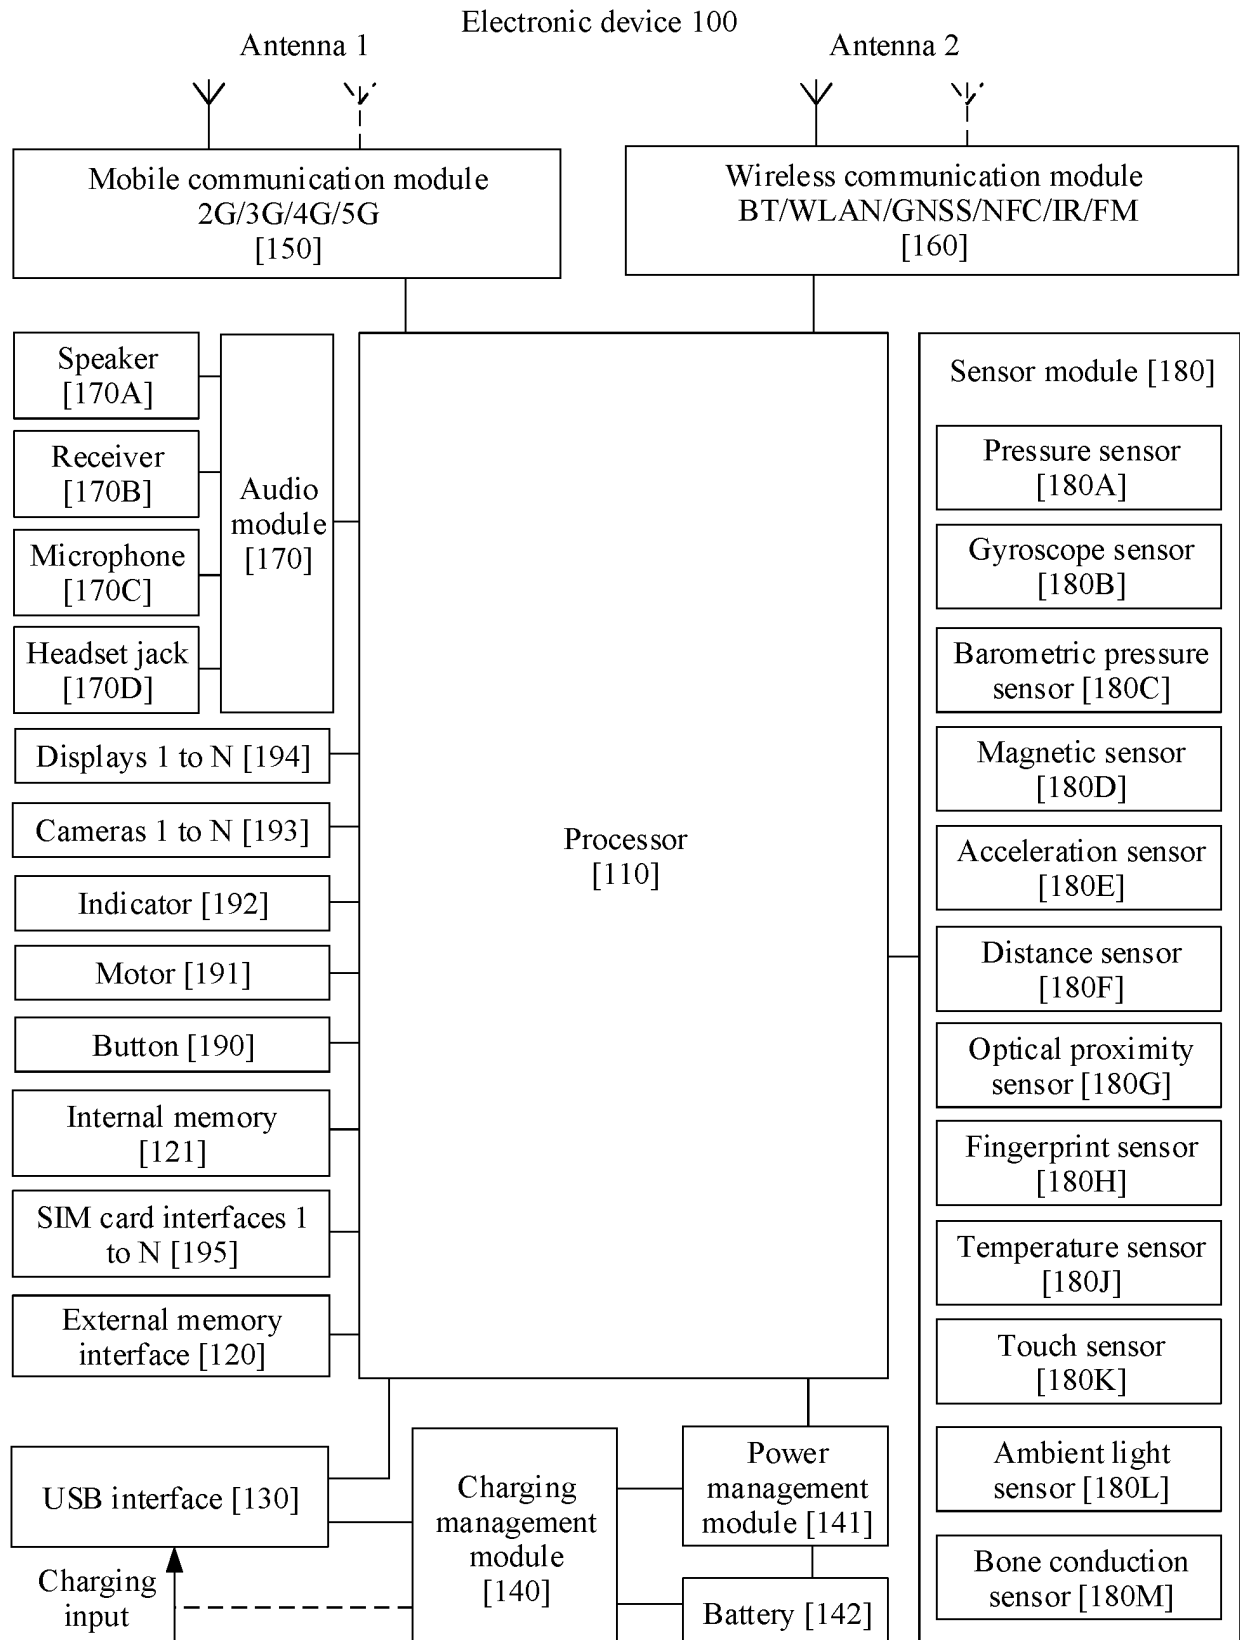 Electronic device 100
Antenna 1
Antenna 2
Mobile communication module
2G/3G/4G/5G
[150]
Wireless communication module
BT/WLAN/GNSS/NFC/IR/FM
[160]
Speaker
[170A]
Receiver
[170B]
Microphone
[170C]
Headset jack
[170D]
Audio
module
[170]
Displays 1 to N [194]
Cameras 1 to N [193]
Indicator [192]
Motor [191]
Button [190]
Internal memory
[121]
SIM card interfaces 1
to N [195]
External memory
interface [120]
Processor
[110]
Sensor module [180]
Pressure sensor
[180A]
Gyroscope sensor
[180B]
Barometric pressure
sensor [180C]
Magnetic sensor
[180D]
Acceleration sensor
[180E]
Distance sensor
[180F]
Optical proximity
sensor [180G]
Fingerprint sensor
[180H]
Temperature sensor
[180J]
Touch sensor
[180K]
Ambient light
sensor [180L]
Bone conduction
sensor [180M]
USB interface [130]
Charging
input
Charging
management
module
[140]
Power
management
module [141]
Battery [142]